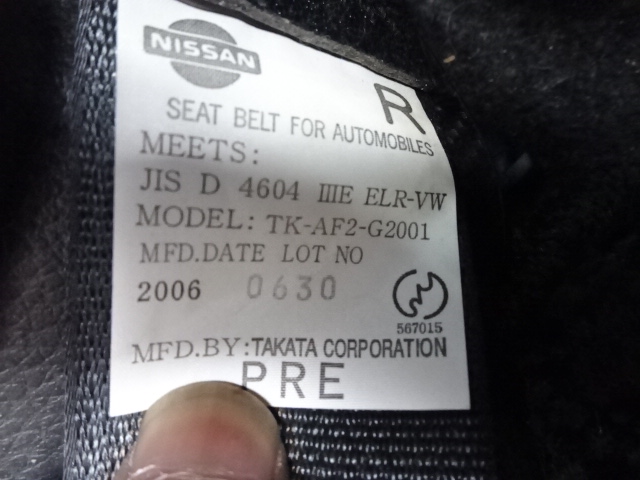 NISSAN
R
SEAT BELT FOR AUTOMOBILES
MEETS:
JIS D 4604 ⅢE ELR-VW
MODEL: TK-AF2-G2001
MFD.DATE LOT NO
2006 0630
567015
MFD.BY:TAKATA CORPORATION
PRE